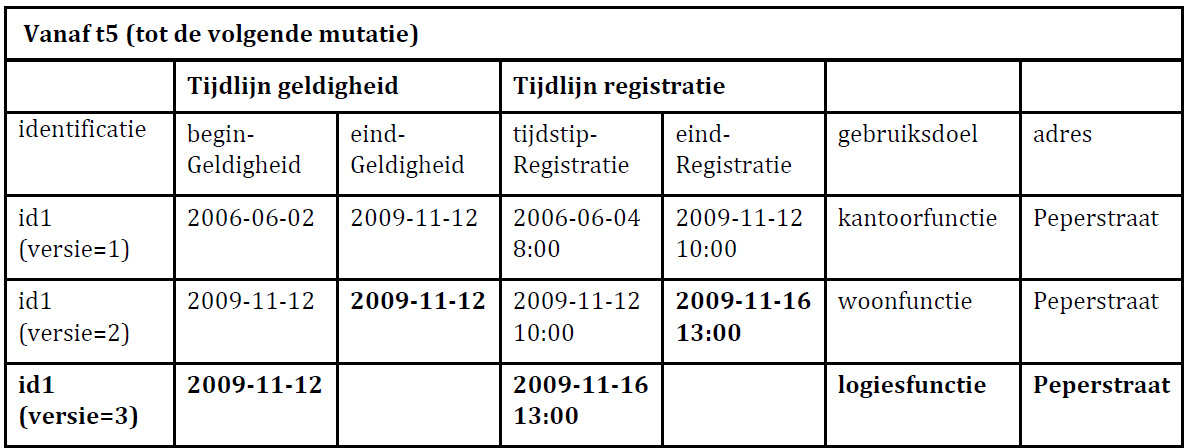 Vanaf t5 (tot de volgende mutatie)
Tijdlijn geldigheid Tijdlijn registratie
identificatie begin- eind- tijdstip- eind- gebruiksdoel adres
Geldigheid Geldigheid Registratie Registratie
id1 2006-06-02 2009-11-12 2006-06-04 2009-11-12 kantoorfunctie Peperstraat
(versie=1) 8:00 10:00
id1 2009-11-12 2009-11-12 2009-11-12 2009-11-16 woonfunctie Peperstraat
(versie=2) 10:00 13:00
id1 2009-11-12 2009-11-16 logiesfunctie Peperstraat
(versie=3) 13:00